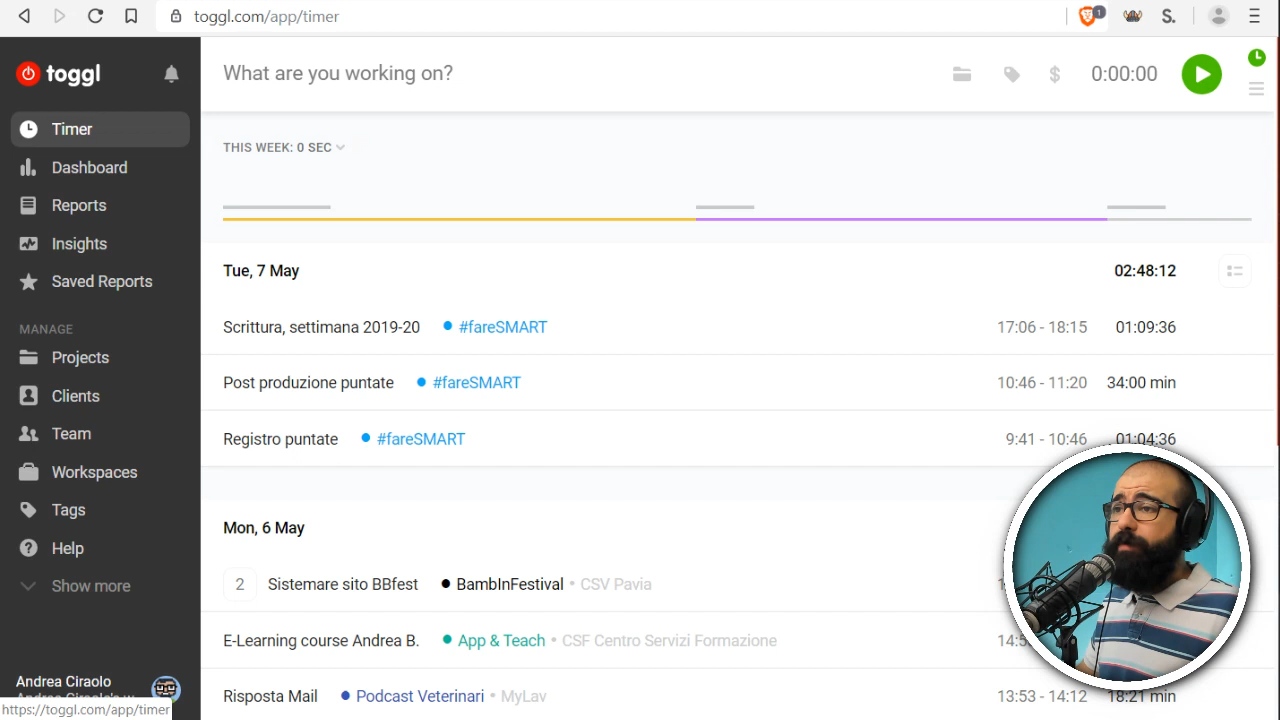 toggl.com/app/timer
1
S.
toggl
Timer
Dashboard
Reports
Insights
Saved Reports
MANAGE
Projects
Clients
Team
Workspaces
Tags
Help
Show more
Andrea Ciraolo
https://toggl.com/app/timer
What are you working on?
$ 0:00:00
THIS WEEK: 0 SEC
Tue, 7 May 02:48:12
Scrittura, settimana 2019-20 #fareSMART 17:06 - 18:15 01:09:36
Post produzione puntate #fareSMART 10:46 - 11:20 34:00 min
Registro puntate #fareSMART 9:41 - 10:46 01:04:36
Mon, 6 May
2 Sistemare sito BBfest BambInFestival • CSV Pavia
E-Learning course Andrea B. App & Teach • CSF Centro Servizi Formazione
Risposta Mail Podcast Veterinari • MyLav 13:53 - 14:12 18:21 min